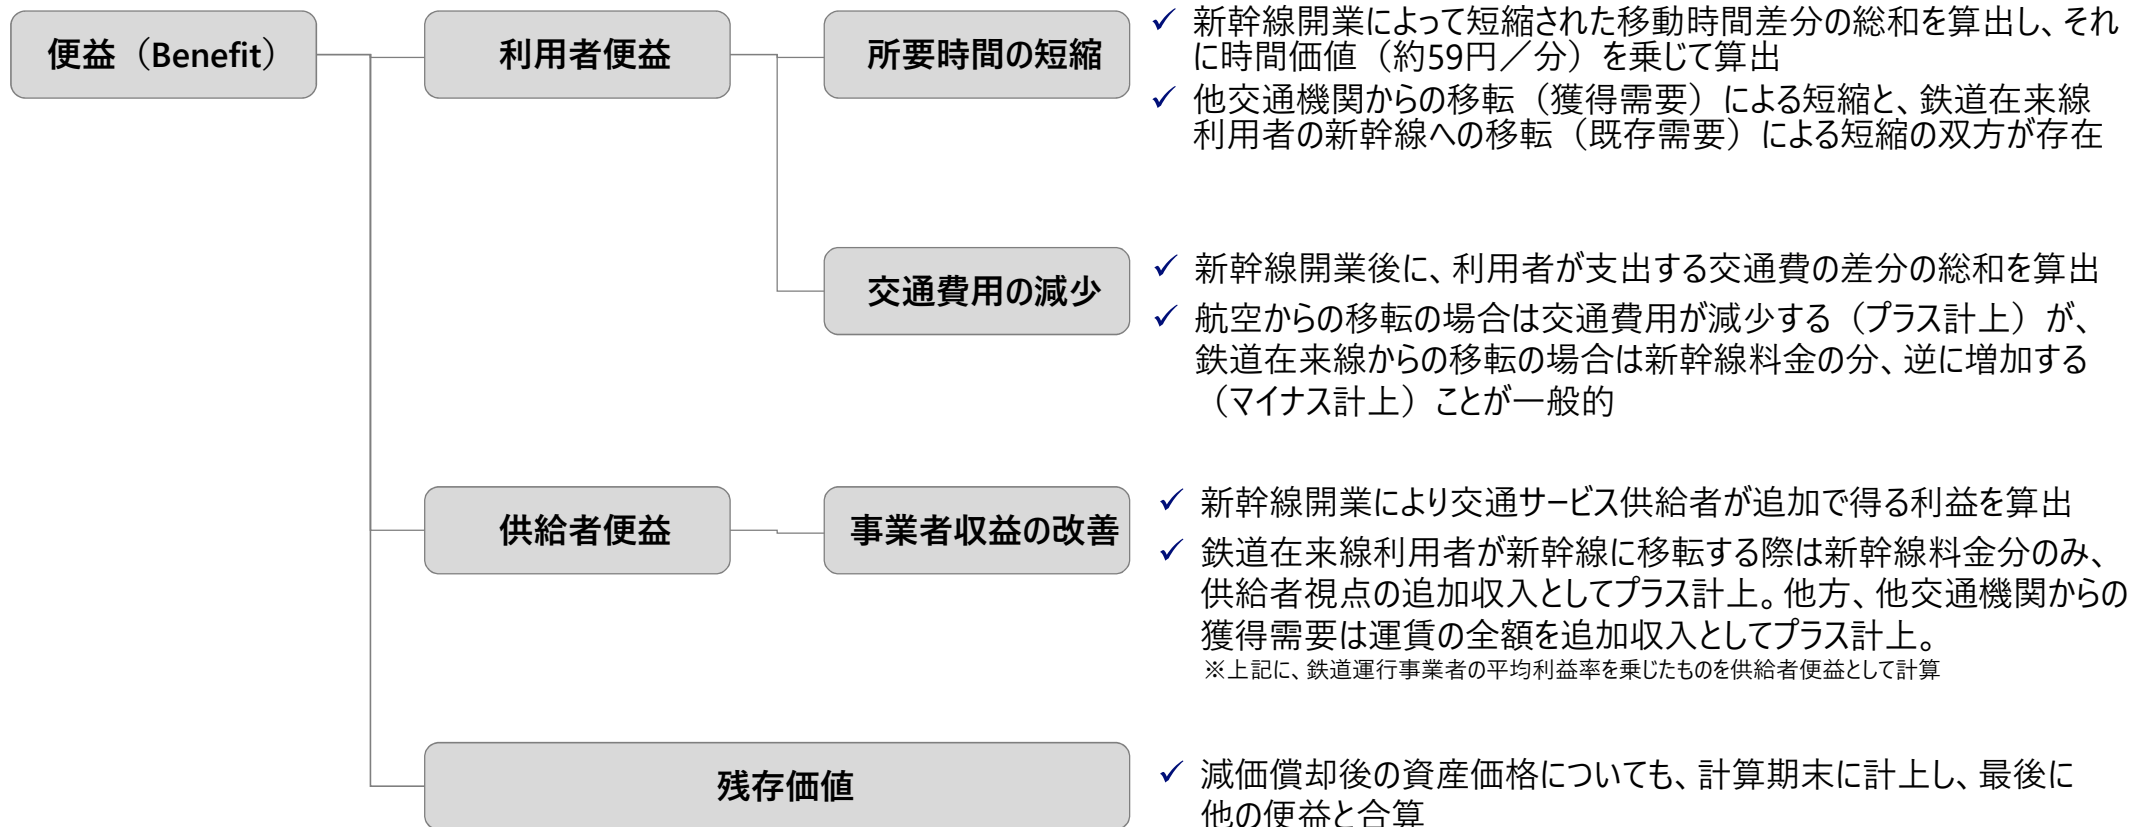 便益（Benefit）
利用者便益
所要時間の短縮
✓ 新幹線開業によって短縮された移動時間差分の総和を算出し、それ
に時間価値（約59円／分）を乗じて算出
✓ 他交通機関からの移転（獲得需要）による短縮と、鉄道在来線
利用者の新幹線への移転（既存需要）による短縮の双方が存在
交通費用の減少
✓ 新幹線開業後に、利用者が支出する交通費の差分の総和を算出
✓ 航空からの移転の場合は交通費用が減少する（プラス計上）が、
鉄道在来線からの移転の場合は新幹線料金の分、逆に増加する
（マイナス計上）ことが一般的
供給者便益
事業者収益の改善
✓ 新幹線開業により交通サービス供給者が追加で得る利益を算出
✓ 鉄道在来線利用者が新幹線に移転する際は新幹線料金分のみ、
供給者視点の追加収入としてプラス計上。他方、他交通機関からの
獲得需要は運賃の全額を追加収入としてプラス計上。
※上記に、鉄道運行事業者の平均利益率を乗じたものを供給者便益として計算
残存価値
✓ 減価償却後の資産価格についても、計算期末に計上し、最後に
他の便益と合算